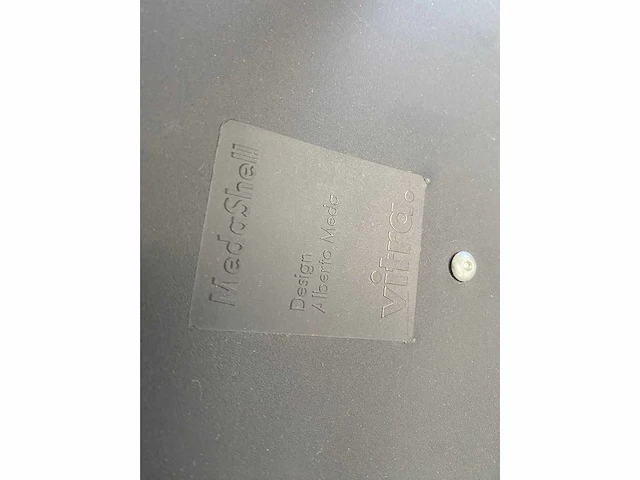 MedaShell
Design
Alberto Meda
vitra.